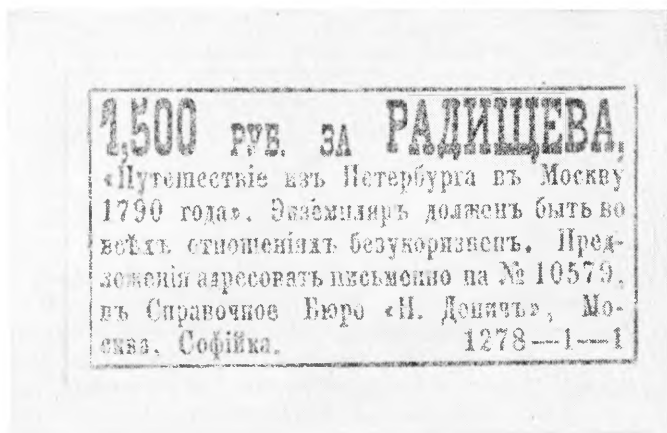 1,500 РУБ. ЗА РАДИЩЕВА,
«Путешествіе изъ Петербурга въ Москву
1790 года». Экземпляръ долженъ быть во
всѣхъ отношеніяхъ безукоризненъ. Пред-
ложенія адресовать письменно на № 10579,
въ Справочное Бюро «Н. Дешичъ», Мо-
сква, Софійка. 1278—1—1